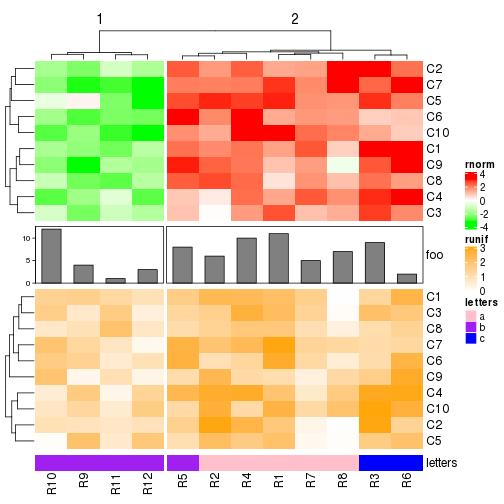 1 2
C2
C7
C5
C6
C10
C1
C9
C8
C4
C3
rnorm
4
2
0
-2
-4
runif
3
2
1
0
letters
a
b
c
10
5
0
foo
C1
C3
C8
C7
C6
C9
C4
C10
C2
C5
letters
R10 R9 R11 R12 R5 R2 R4 R1 R7 R8 R3 R6